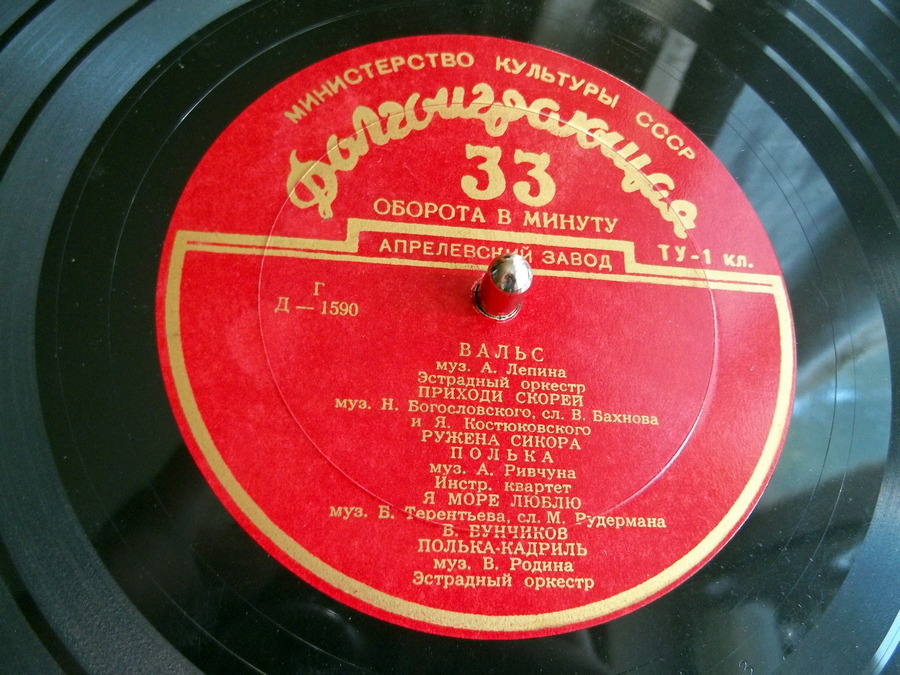 МИНИСТЕРСТВО КУЛЬТУРЫ СССР
Долгоиграющая
33
ОБОРОТА В МИНУТУ
АПРЕЛЕВСКИЙ ЗАВОД
ТУ-1 кл.
Г
Д — 1590
ВАЛЬС
муз. А. Лепина
Эстрадный оркестр
ПРИХОДИ СКОРЕЙ
муз. Н. Богословского, сл. В. Бахнова
и Я. Костюковского
РУЖЕНА СИКОРА
ПОЛЬКА
муз. А. Ривчуна
Инстр. квартет
Я МОРЕ ЛЮБЛЮ
муз. Б. Терентьева, сл. М. Рудермана
В. БУНЧИКОВ
ПОЛЬКА-КАДРИЛЬ
муз. В. Родина
Эстрадный оркестр